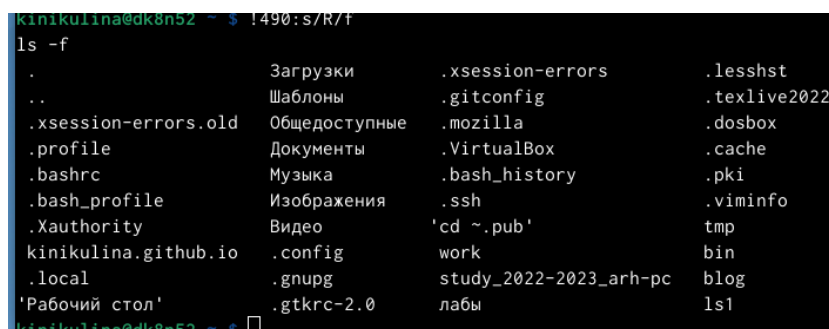 kinikulina@dk8n52 ~ $ !490:s/R/f
ls -f
. Загрузки .xsession-errors .lesshst
.. Шаблоны .gitconfig .texlive2022
.xsession-errors.old Общедоступные .mozilla .dosbox
.profile Документы .VirtualBox .cache
.bashrc Музыка .bash_history .pki
.bash_profile Изображения .ssh .viminfo
.Xauthority Видео 'cd ~.pub' tmp
kinikulina.github.io .config work bin
.local .gnupg study_2022-2023_arh-pc blog
'Рабочий стол' .gtkrc-2.0 лабы ls1
kinikulina@dk8n52 ~ $